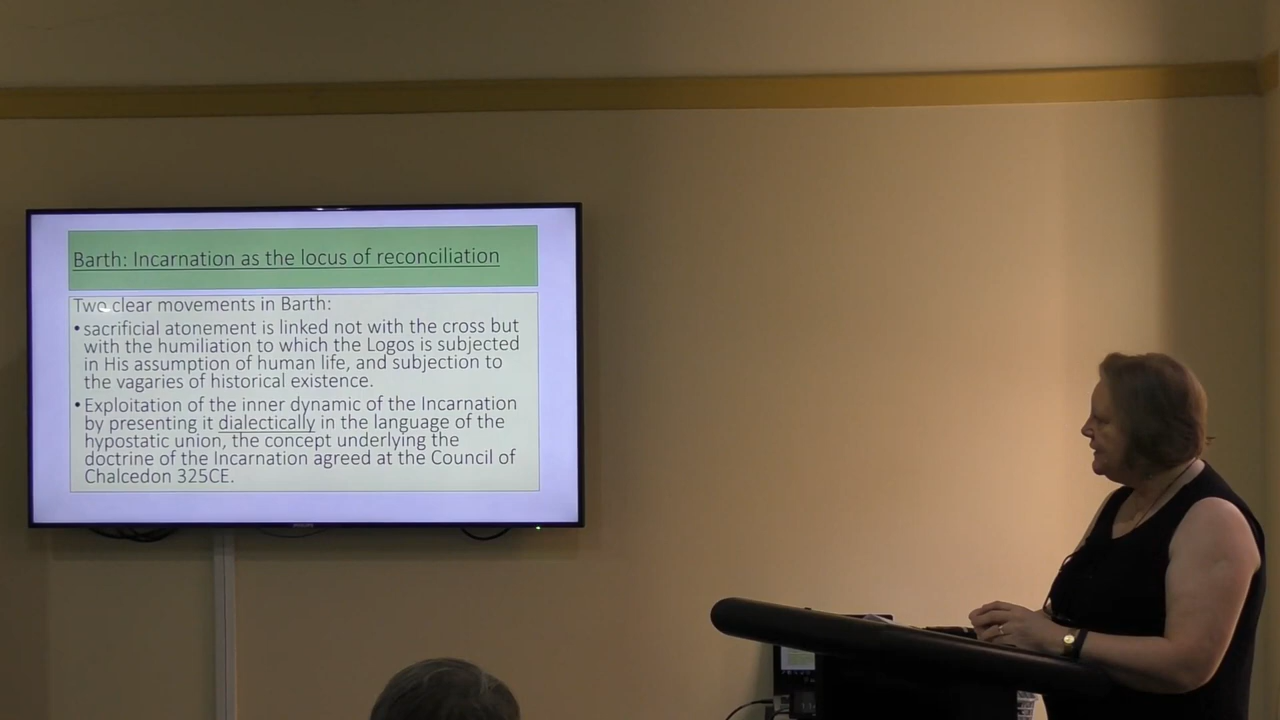 Barth: Incarnation as the locus of reconciliation
Two clear movements in Barth:
•sacrificial atonement is linked not with the cross but
with the humiliation to which the Logos is subjected
in His assumption of human life, and subjection to
the vagaries of historical existence.
•Exploitation of the inner dynamic of the Incarnation
by presenting it dialectically in the language of the
hypostatic union, the concept underlying the
doctrine of the Incarnation agreed at the Council of
Chalcedon 325CE.
PHILIPS